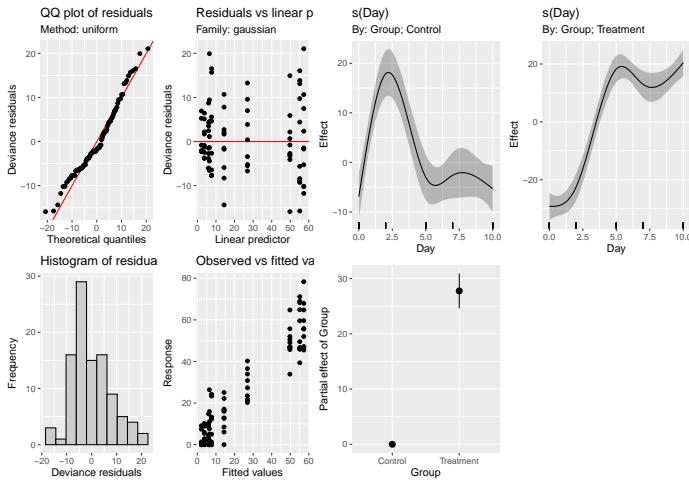 QQ plot of residuals
Method: uniform
20
10
0
−10
Deviance residuals
−20
−10
0
10
20
Theoretical quantiles
Residuals vs linear p
Family: gaussian
20
10
0
−10
Deviance residuals
0
10
20
30
40
50
60
Linear predictor
s(Day)
By: Group; Control
20
10
0
−10
Effect
0.0
2.5
5.0
7.5
10.0
Day
s(Day)
By: Group; Treatment
20
0
−20
Effect
0.0
2.5
5.0
7.5
10.0
Day
Histogram of residua
30
20
10
0
Frequency
−20
−10
0
10
20
Deviance residuals
Observed vs fitted va
80
60
40
20
0
Response
0
10
20
30
40
50
60
Fitted values
30
20
10
0
Partial effect of Group
Control
Treatment
Group